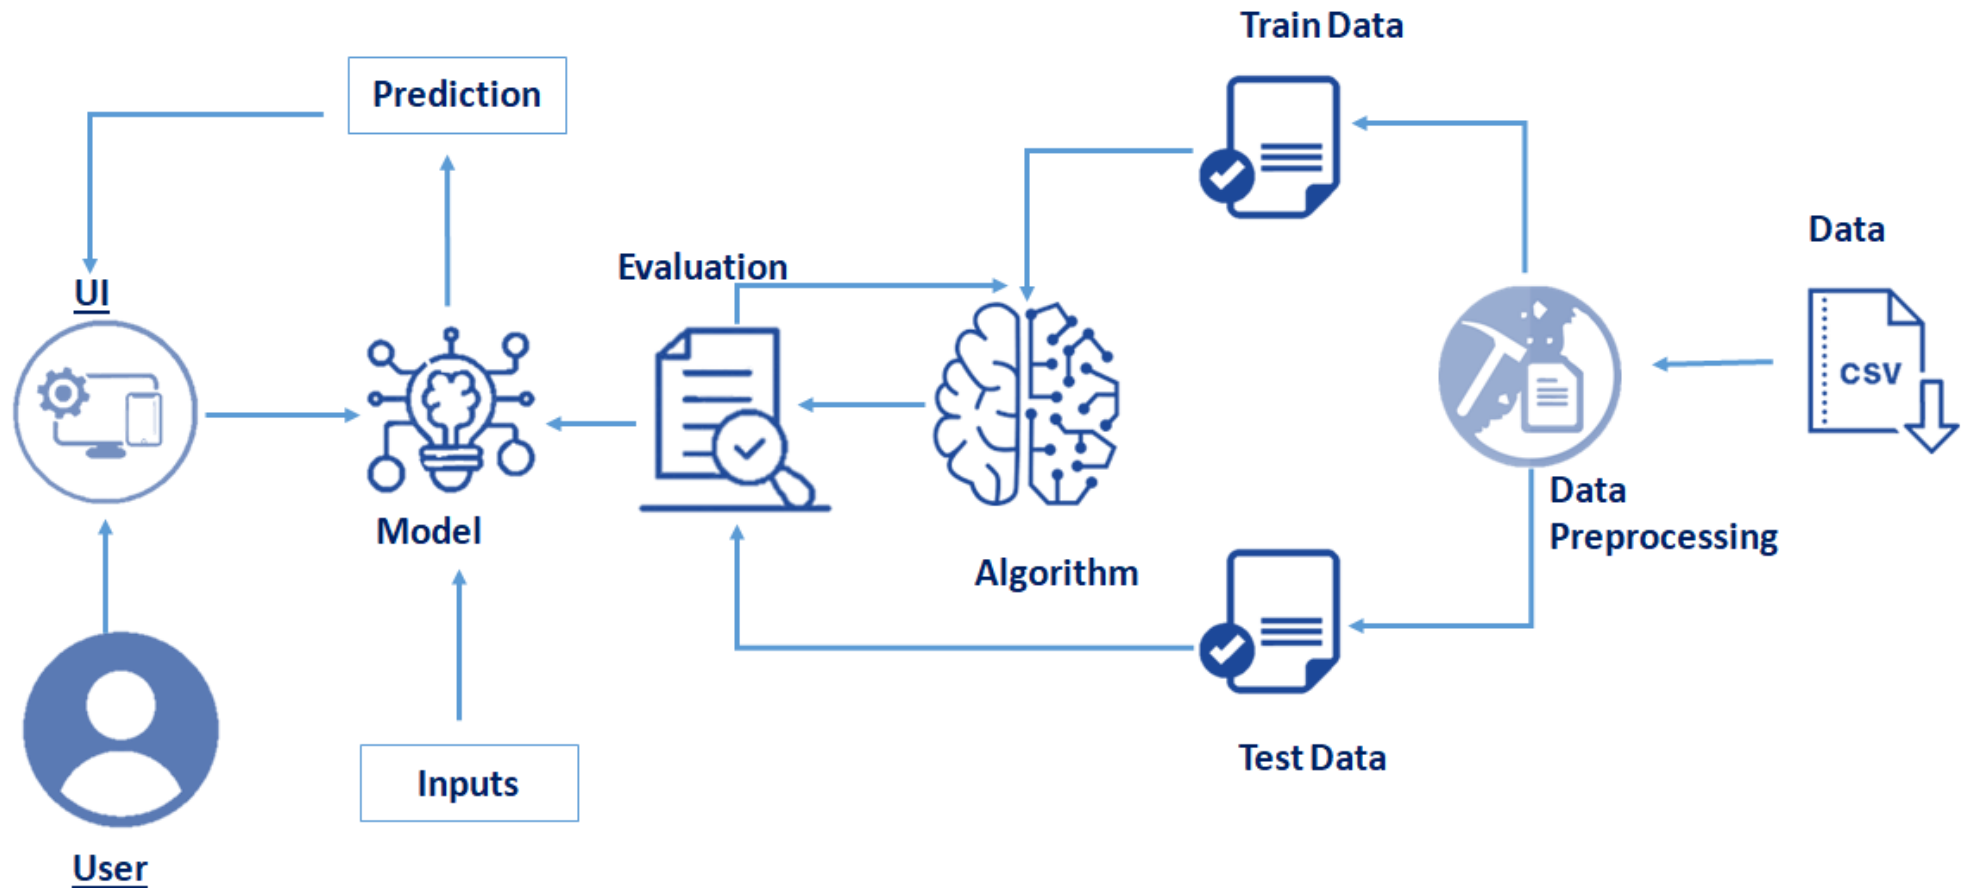 Train Data
Prediction
Data
Evaluation
UI
CSV
Data
Preprocessing
Model
Algorithm
Test Data
Inputs
User